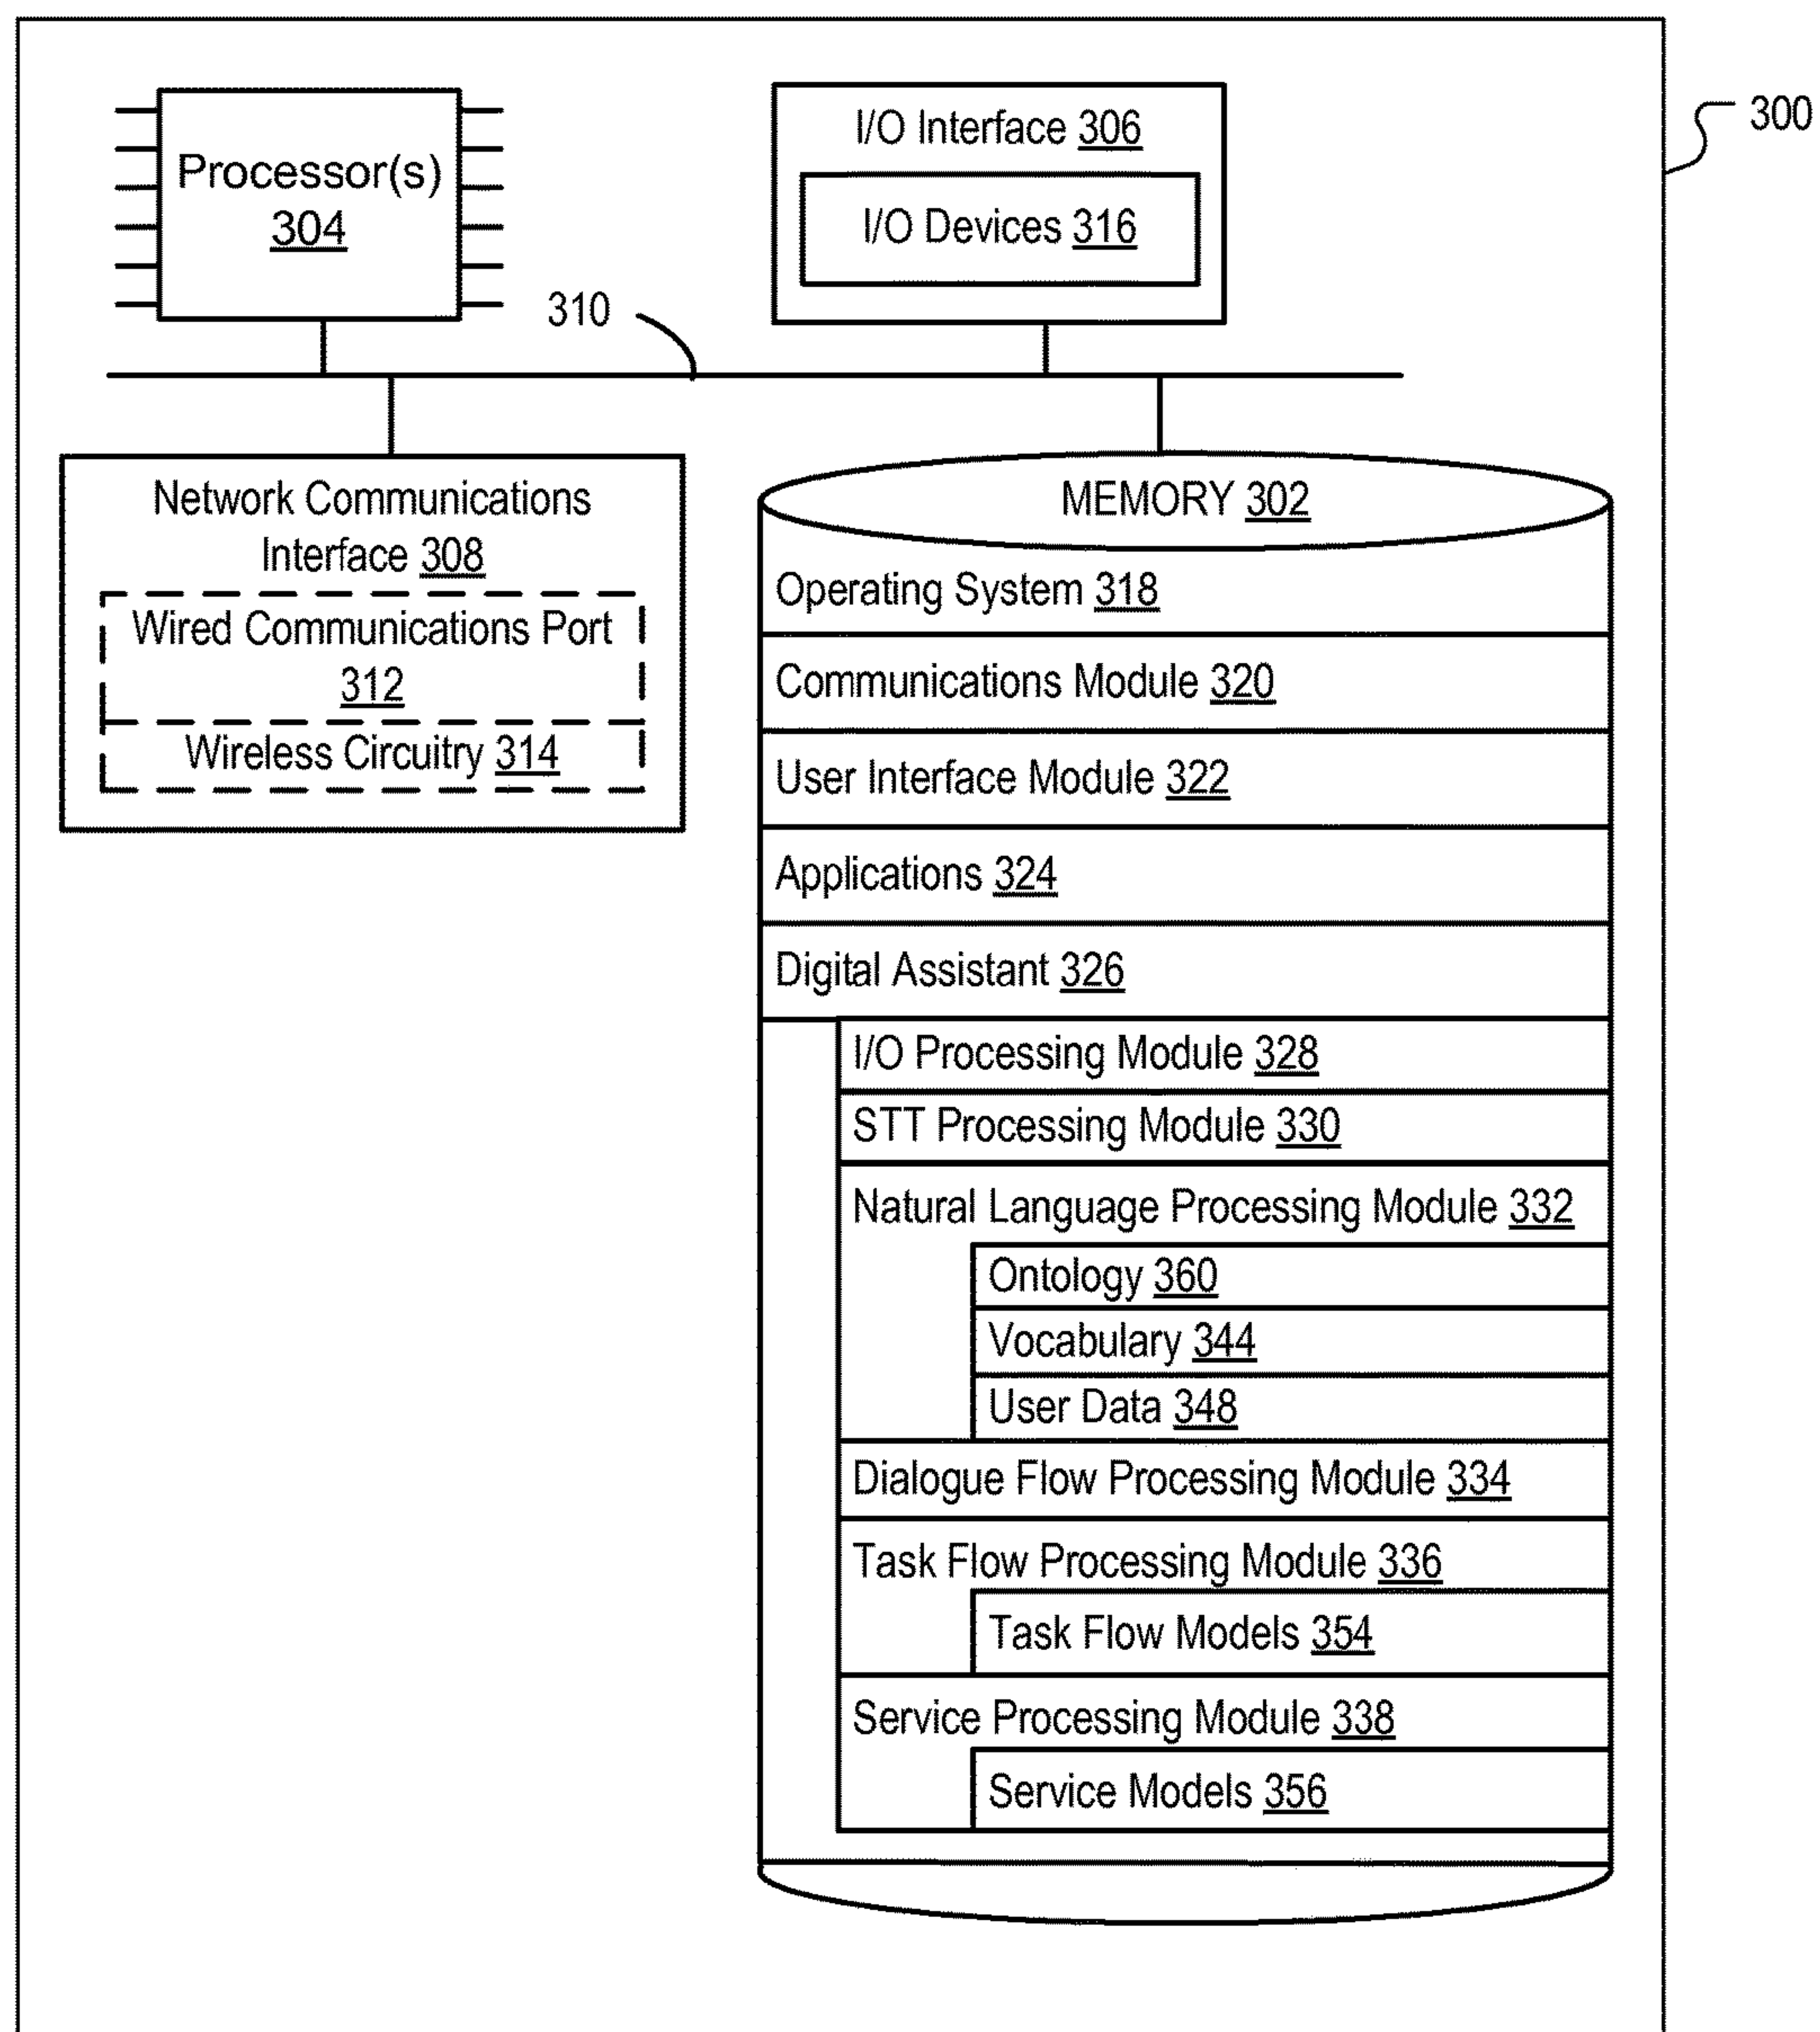 300
Processor(s)
304
I/O Interface 306
I/O Devices 316
310
Network Communications
Interface 308
Wired Communications Port
312
Wireless Circuitry 314
MEMORY 302
Operating System 318
Communications Module 320
User Interface Module 322
Applications 324
Digital Assistant 326
I/O Processing Module 328
STT Processing Module 330
Natural Language Processing Module 332
Ontology 360
Vocabulary 344
User Data 348
Dialogue Flow Processing Module 334
Task Flow Processing Module 336
Task Flow Models 354
Service Processing Module 338
Service Models 356